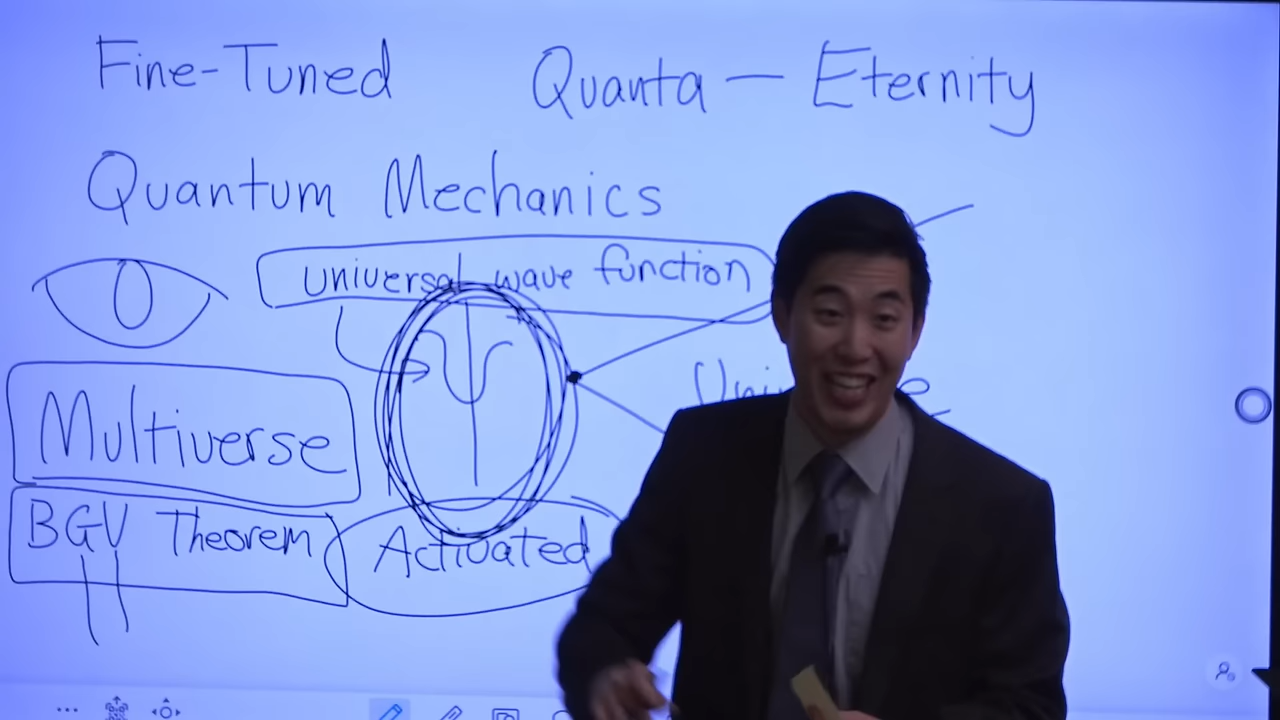 Fine-Tuned Quanta — Eternity
Quantum Mechanics
universal wave function
Ψ
Multiverse
BGV Theorem
Activated